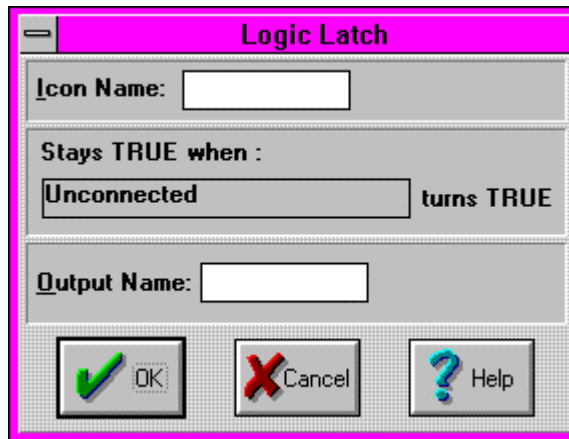 Logic Latch
Icon Name:
Stays TRUE when :
Unconnected turns TRUE
Output Name:
OK Cancel Help